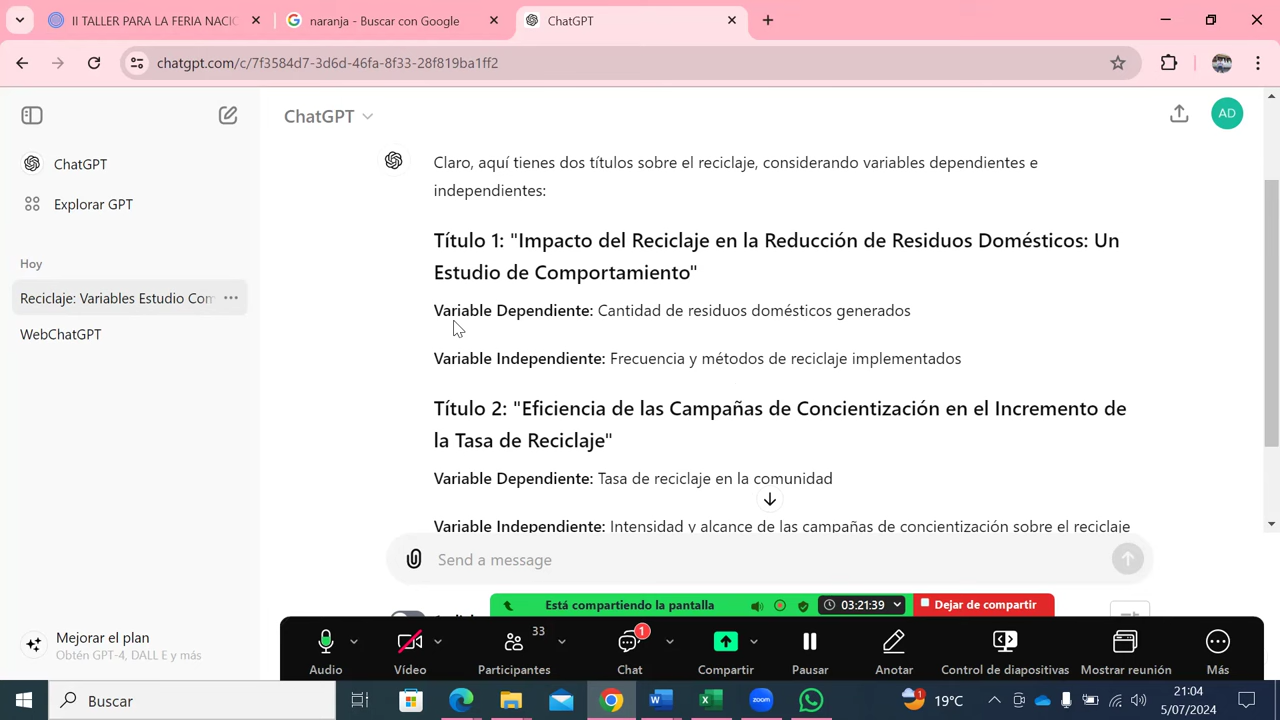 II TALLER PARA LA FERIA NACI
naranja - Buscar con Google
ChatGPT
chatgpt.com/c/7f3584d7-3d6d-46fa-8f33-28f819ba1ff2
ChatGPT
AD
ChatGPT
Explorar GPT
Hoy
Reciclaje: Variables Estudio Com
WebChatGPT
Mejorar el plan
Obtén GPT-4, DALL E y más
Claro, aquí tienes dos títulos sobre el reciclaje, considerando variables dependientes e
independientes:
Título 1: "Impacto del Reciclaje en la Reducción de Residuos Domésticos: Un
Estudio de Comportamiento"
Variable Dependiente: Cantidad de residuos domésticos generados
Variable Independiente: Frecuencia y métodos de reciclaje implementados
Título 2: "Eficiencia de las Campañas de Concientización en el Incremento de
la Tasa de Reciclaje"
Variable Dependiente: Tasa de reciclaje en la comunidad
Variable Independiente: Intensidad y alcance de las campañas de concientización sobre el reciclaje
Send a message
Está compartiendo la pantalla
03:21:39
Dejar de compartir
33
1
Audio
Vídeo
Participantes
Chat
Compartir
Pausar
Anotar
Control de diapositivas
Mostrar reunión
Más
Buscar
zoom
1
19°C
21:04
5/07/2024